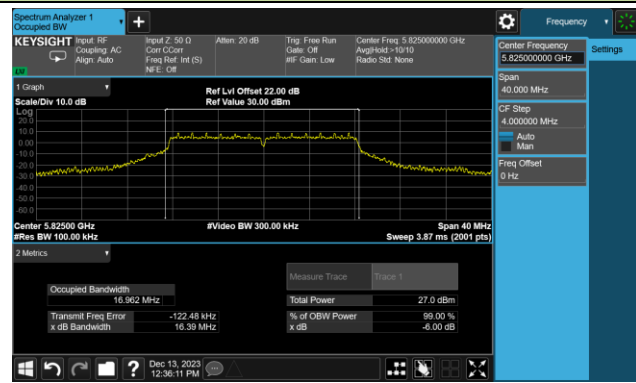 Spectrum Analyzer 1
Occupied BW
Frequency
KEYSIGHT
Input: RF
Coupling: AC
Align: Auto
Input Z: 50 Ω
Corr CCorr
Freq Ref: Int (S)
NFE: Off
Atten: 20 dB
Trig: Free Run
Gate: Off
#IF Gain: Low
Center Freq: 5.825000000 GHz
Avg|Hold:>10/10
Radio Std: None
LW
Center Frequency
5.825000000 GHz
Settings
Span
40.000 MHz
CF Step
4.000000 MHz
Auto
Man
Freq Offset
0 Hz
1 Graph
Scale/Div 10.0 dB
Ref Lvl Offset 22.00 dB
Ref Value 30.00 dBm
Log
20.0
10.0
0.00
-10.0
-20.0
-30.0
-40.0
-50.0
-60.0
Center 5.82500 GHz
#Video BW 300.00 kHz
Span 40 MHz
#Res BW 100.00 kHz
Sweep 3.87 ms (2001 pts)
2 Metrics
Measure Trace
Trace 1
Occupied Bandwidth
16.962 MHz
Total Power
27.0 dBm
Transmit Freq Error
-122.48 kHz
% of OBW Power
99.00 %
x dB Bandwidth
16.39 MHz
x dB
-6.00 dB
?
Dec 13, 2023
12:36:11 PM